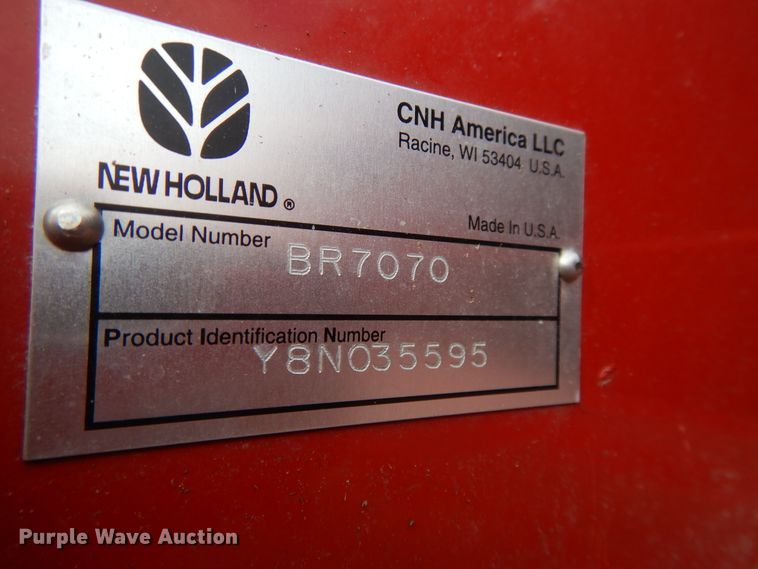 NEW HOLLAND ®
CNH America LLC
Racine, WI 53404 U.S.A.
Made In U.S.A.
Model Number BR7070
Product Identification Number
Y8N035595
Purple Wave Auction